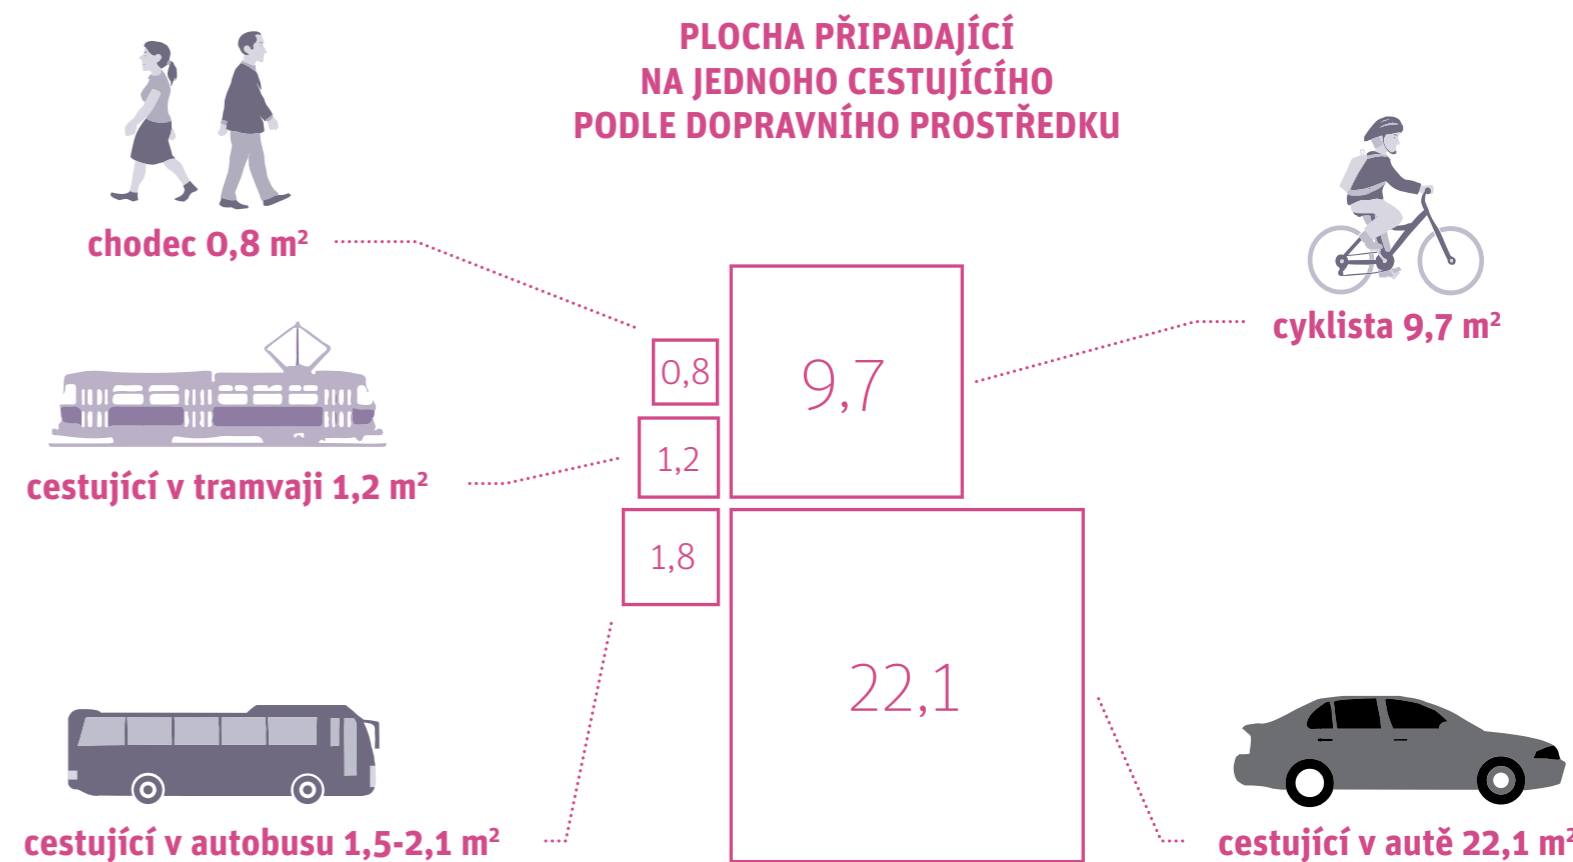 PLOCHA PŘIPADAJÍCÍ
NA JEDNOHO CESTUJÍCÍHO
PODLE DOPRAVNÍHO PROSTŘEDKU
chodec 0,8 m²
cyklista 9,7 m²
0,8
9,7
1,2
cestující v tramvaji 1,2 m²
1,8
22,1
cestující v autobusu 1,5-2,1 m²
cestující v autě 22,1 m²